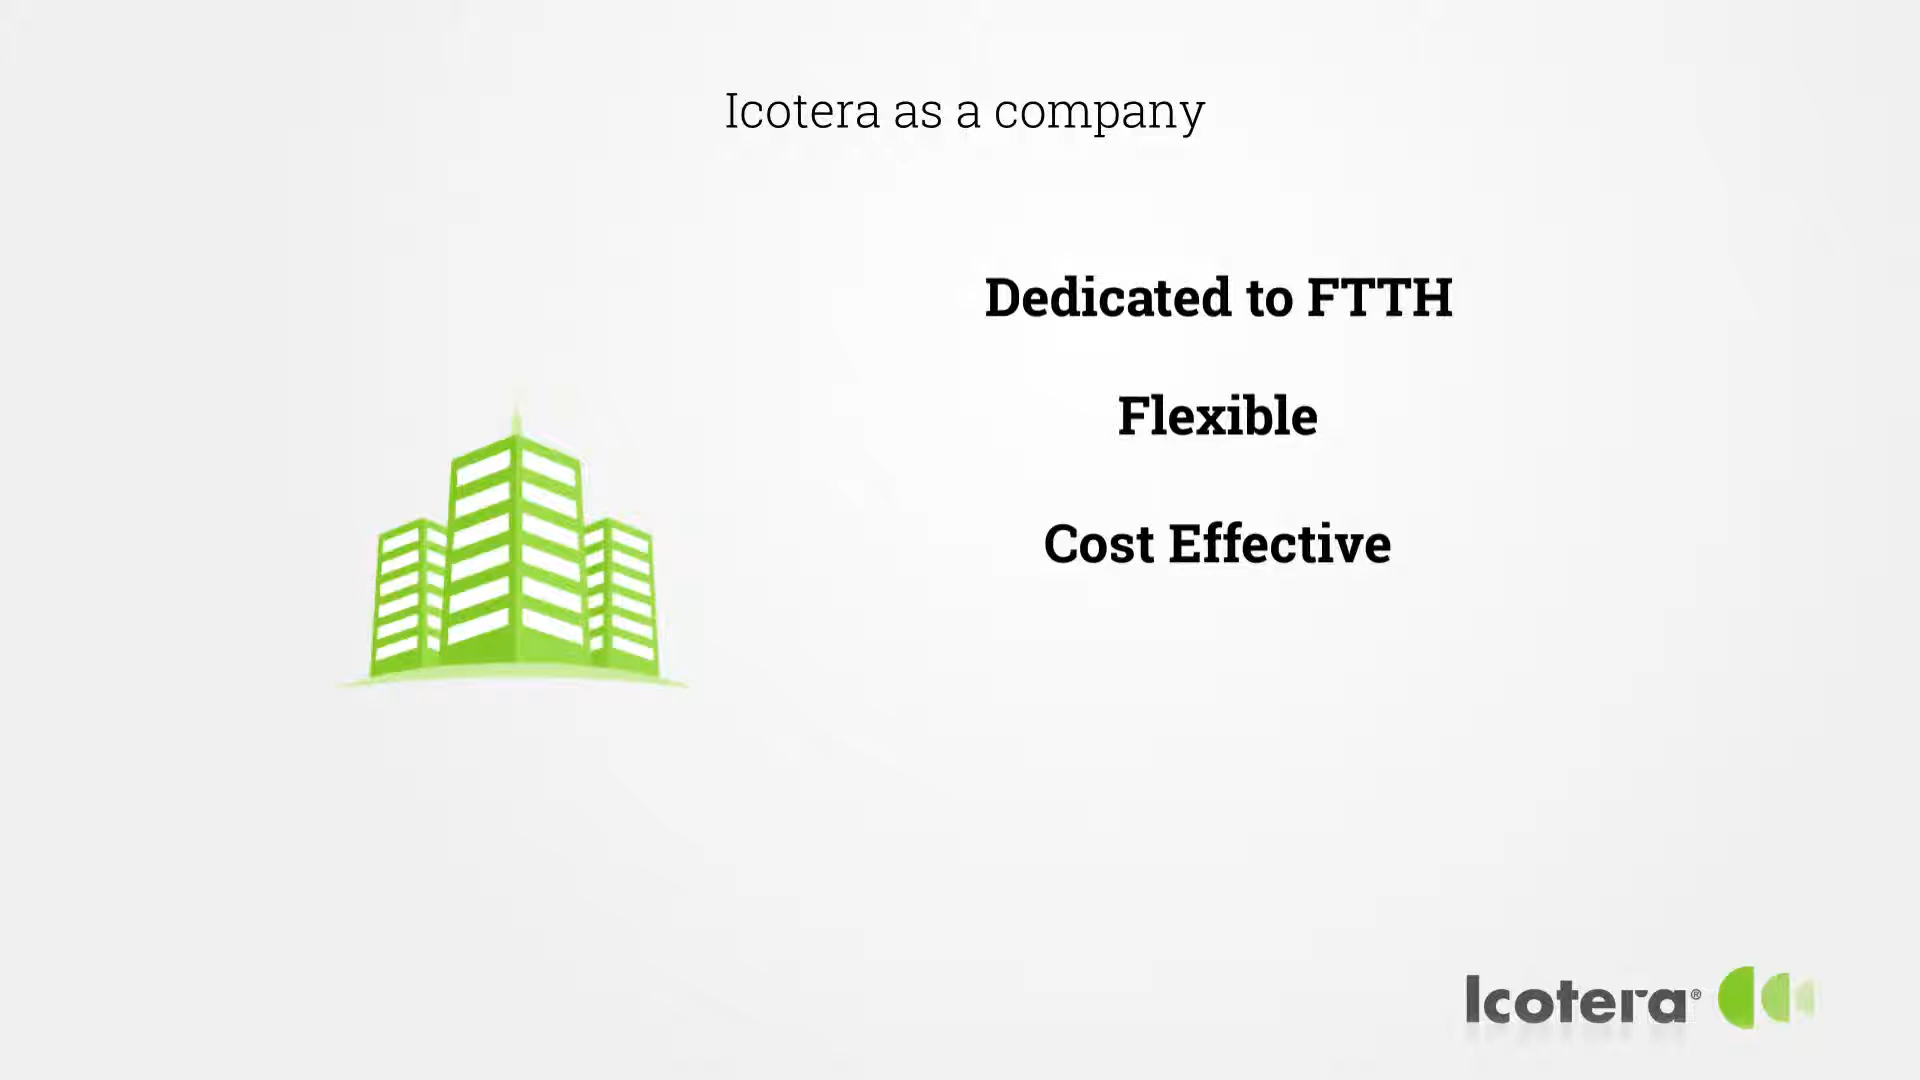 Icotera as a company
Dedicated to FTTH
Flexible
Cost Effective
Icotera®